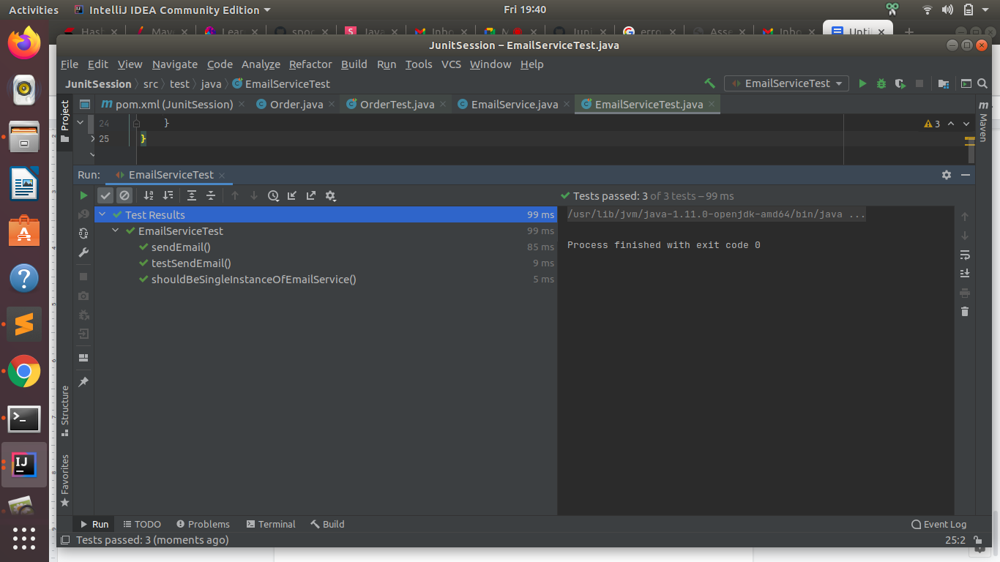 Activities IntelliJ IDEA Community Edition Fri 19:40
Java Inbo M Juni erro Asse Inbo Unti
JunitSession – EmailServiceTest.java
File Edit View Navigate Code Analyze Refactor Build Run Tools VCS Window Help
JunitSession src test java EmailServiceTest EmailServiceTest
Project
m pom.xml (JunitSession) Order.java OrderTest.java EmailService.java EmailServiceTest.java
24 }
3
25 }
Maven
Run: EmailServiceTest
Tests passed: 3 of 3 tests – 99 ms
Test Results 99 ms
EmailServiceTest 99 ms
sendEmail() 85 ms
testSendEmail() 9 ms
shouldBeSingleInstanceOfEmailService() 5 ms
/usr/lib/jvm/java-1.11.0-openjdk-amd64/bin/java ...
Process finished with exit code 0
Structure
Favorites
Run TODO Problems Terminal Build Event Log
Tests passed: 3 (moments ago) 25:2